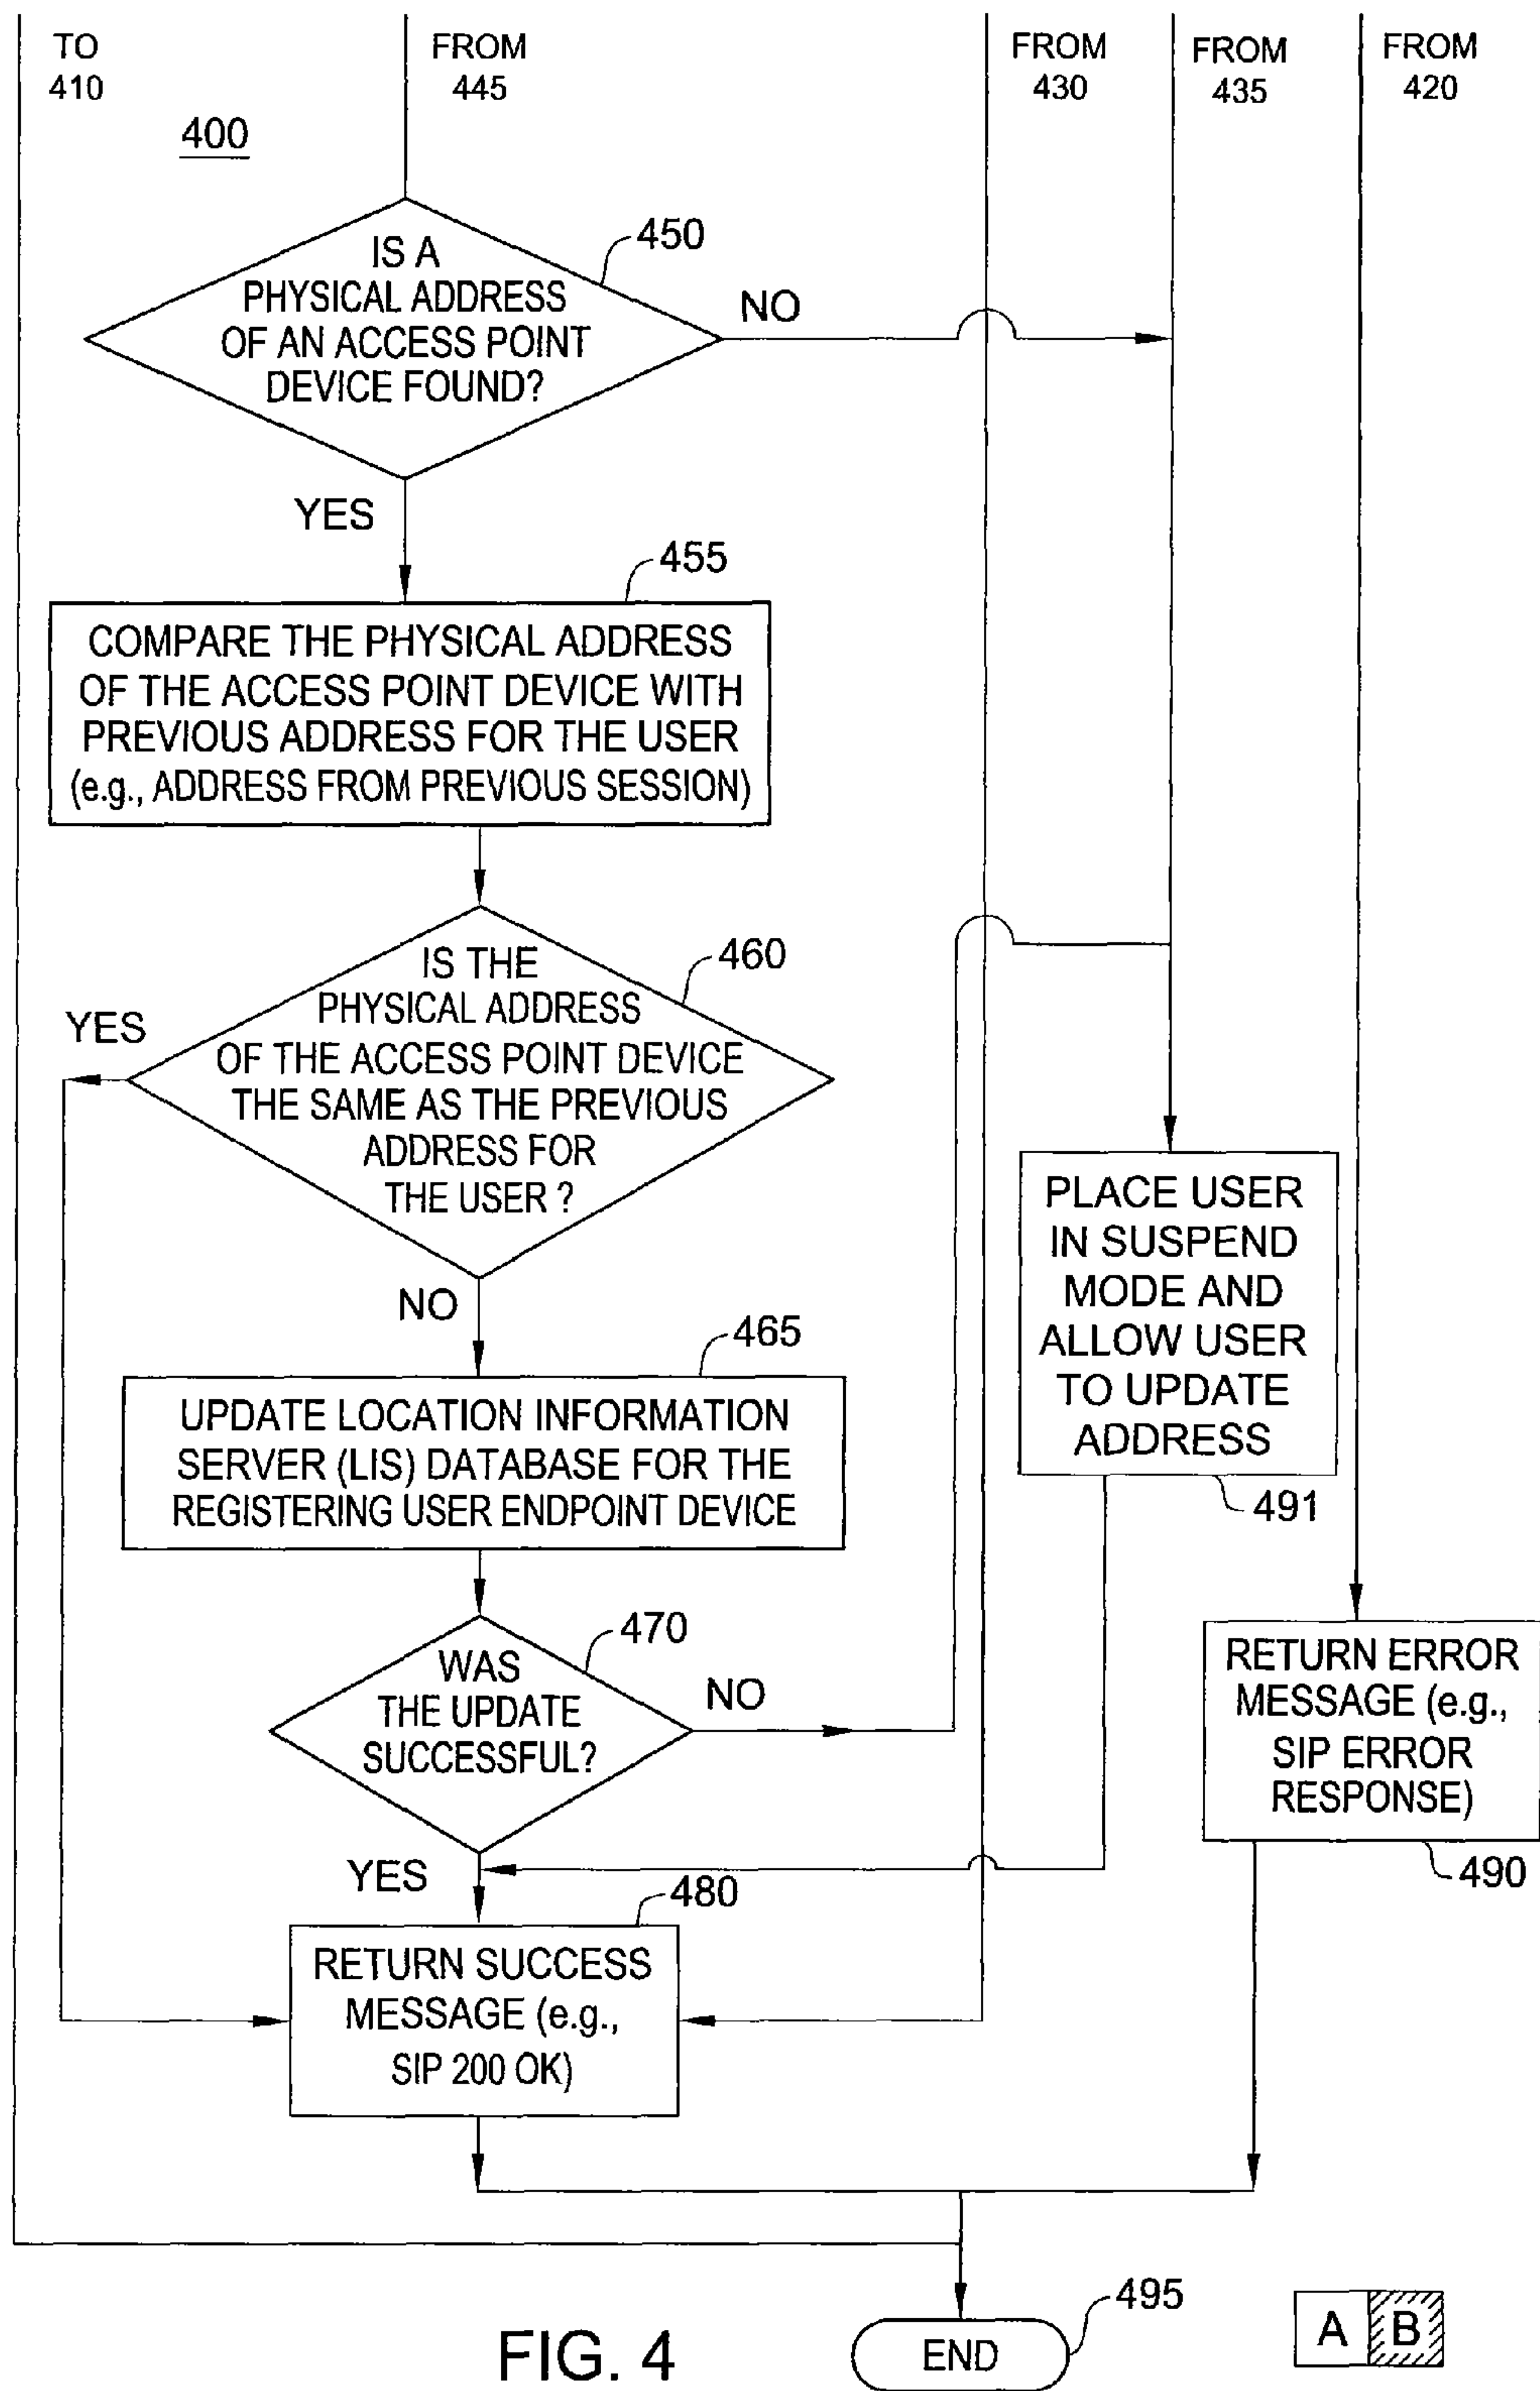 TO
410
FROM
445
FROM
430
FROM
435
FROM
420
400
IS A
PHYSICAL ADDRESS
OF AN ACCESS POINT
DEVICE FOUND?
450
NO
YES
455
COMPARE THE PHYSICAL ADDRESS
OF THE ACCESS POINT DEVICE WITH
PREVIOUS ADDRESS FOR THE USER
(e.g., ADDRESS FROM PREVIOUS SESSION)
460
IS THE
PHYSICAL ADDRESS
OF THE ACCESS POINT DEVICE
THE SAME AS THE PREVIOUS
ADDRESS FOR
THE USER ?
YES
NO
PLACE USER
IN SUSPEND
MODE AND
ALLOW USER
TO UPDATE
ADDRESS
491
465
UPDATE LOCATION INFORMATION
SERVER (LIS) DATABASE FOR THE
REGISTERING USER ENDPOINT DEVICE
470
WAS
THE UPDATE
SUCCESSFUL?
NO
YES
RETURN ERROR
MESSAGE (e.g.,
SIP ERROR
RESPONSE)
490
480
RETURN SUCCESS
MESSAGE (e.g.,
SIP 200 OK)
495
END
A B
FIG. 4